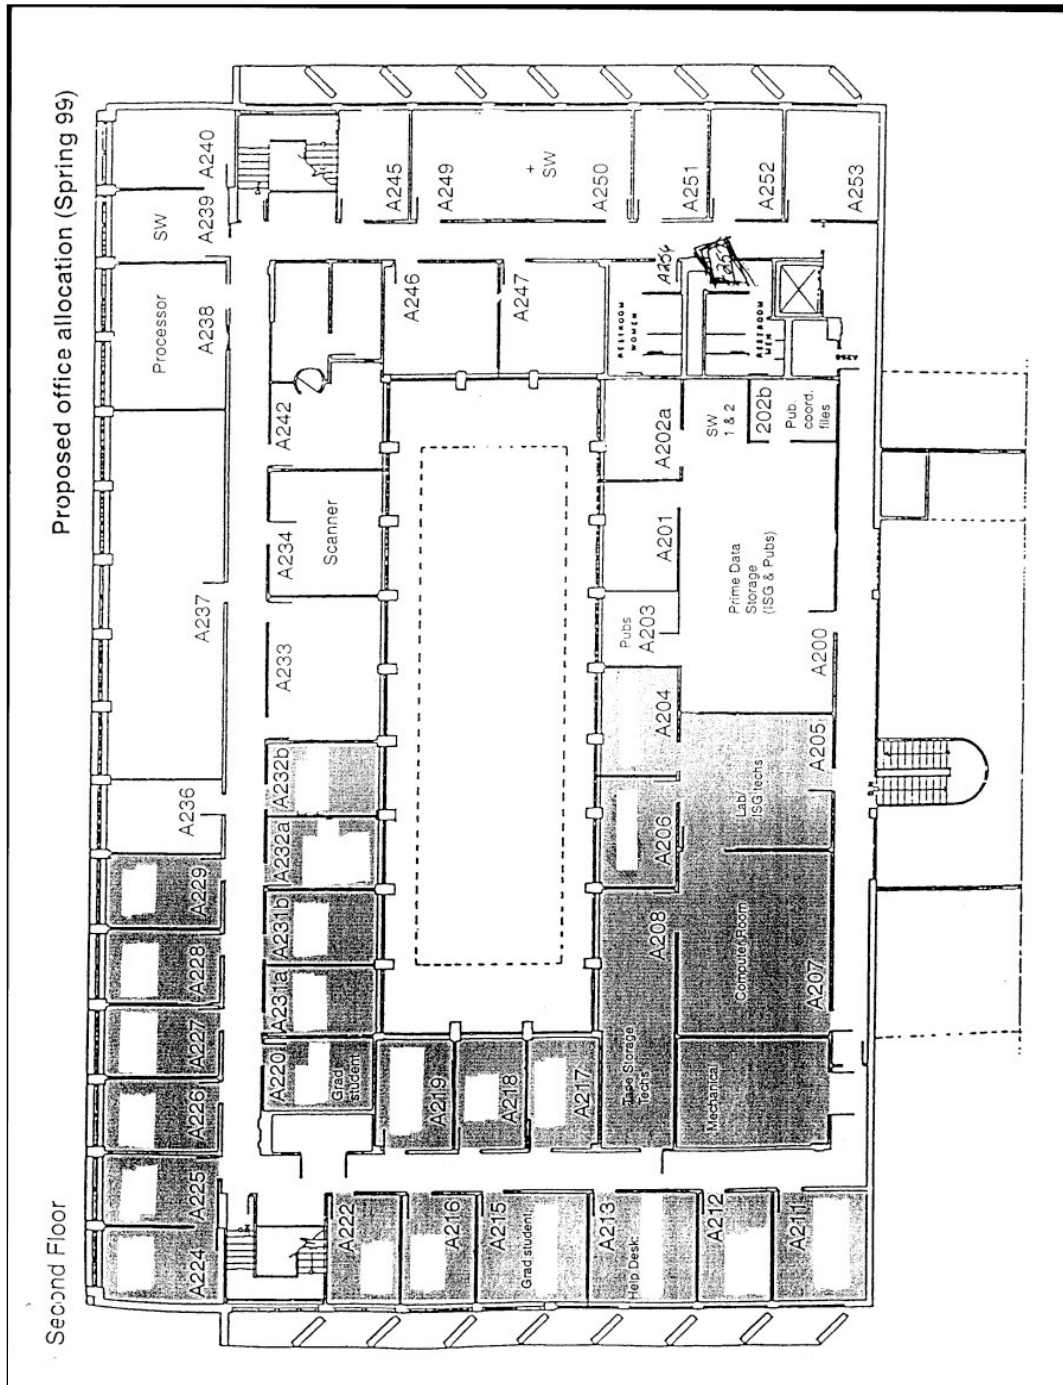 Second Floor
Proposed office allocation (Spring 99)
A224
A225
A226
A227
A228
A229
A236
A237
Processor
A238
SW
A239
A240
A222
A220
Grad
student
A231a
A231b
A232a
A232b
A233
A234
Scanner
A242
A245
A246
A249
+
SW
A250
A247
A251
A252
A253
A254
RESTROOM
WOMEN
RESTROOM
MEN
A216
A215
Grad student
A213
Help Desk
A212
A211
A219
A218
A217
Tape Storage
Techs
A208
Mechanical
Computer Room
A207
A206
A204
Lab/
ISG techs
A205
Pubs
A203
A201
A202a
Prime Data
Storage
(ISG & Pubs)
A200
SW
1 & 2
202b
Pub.
coord.
files